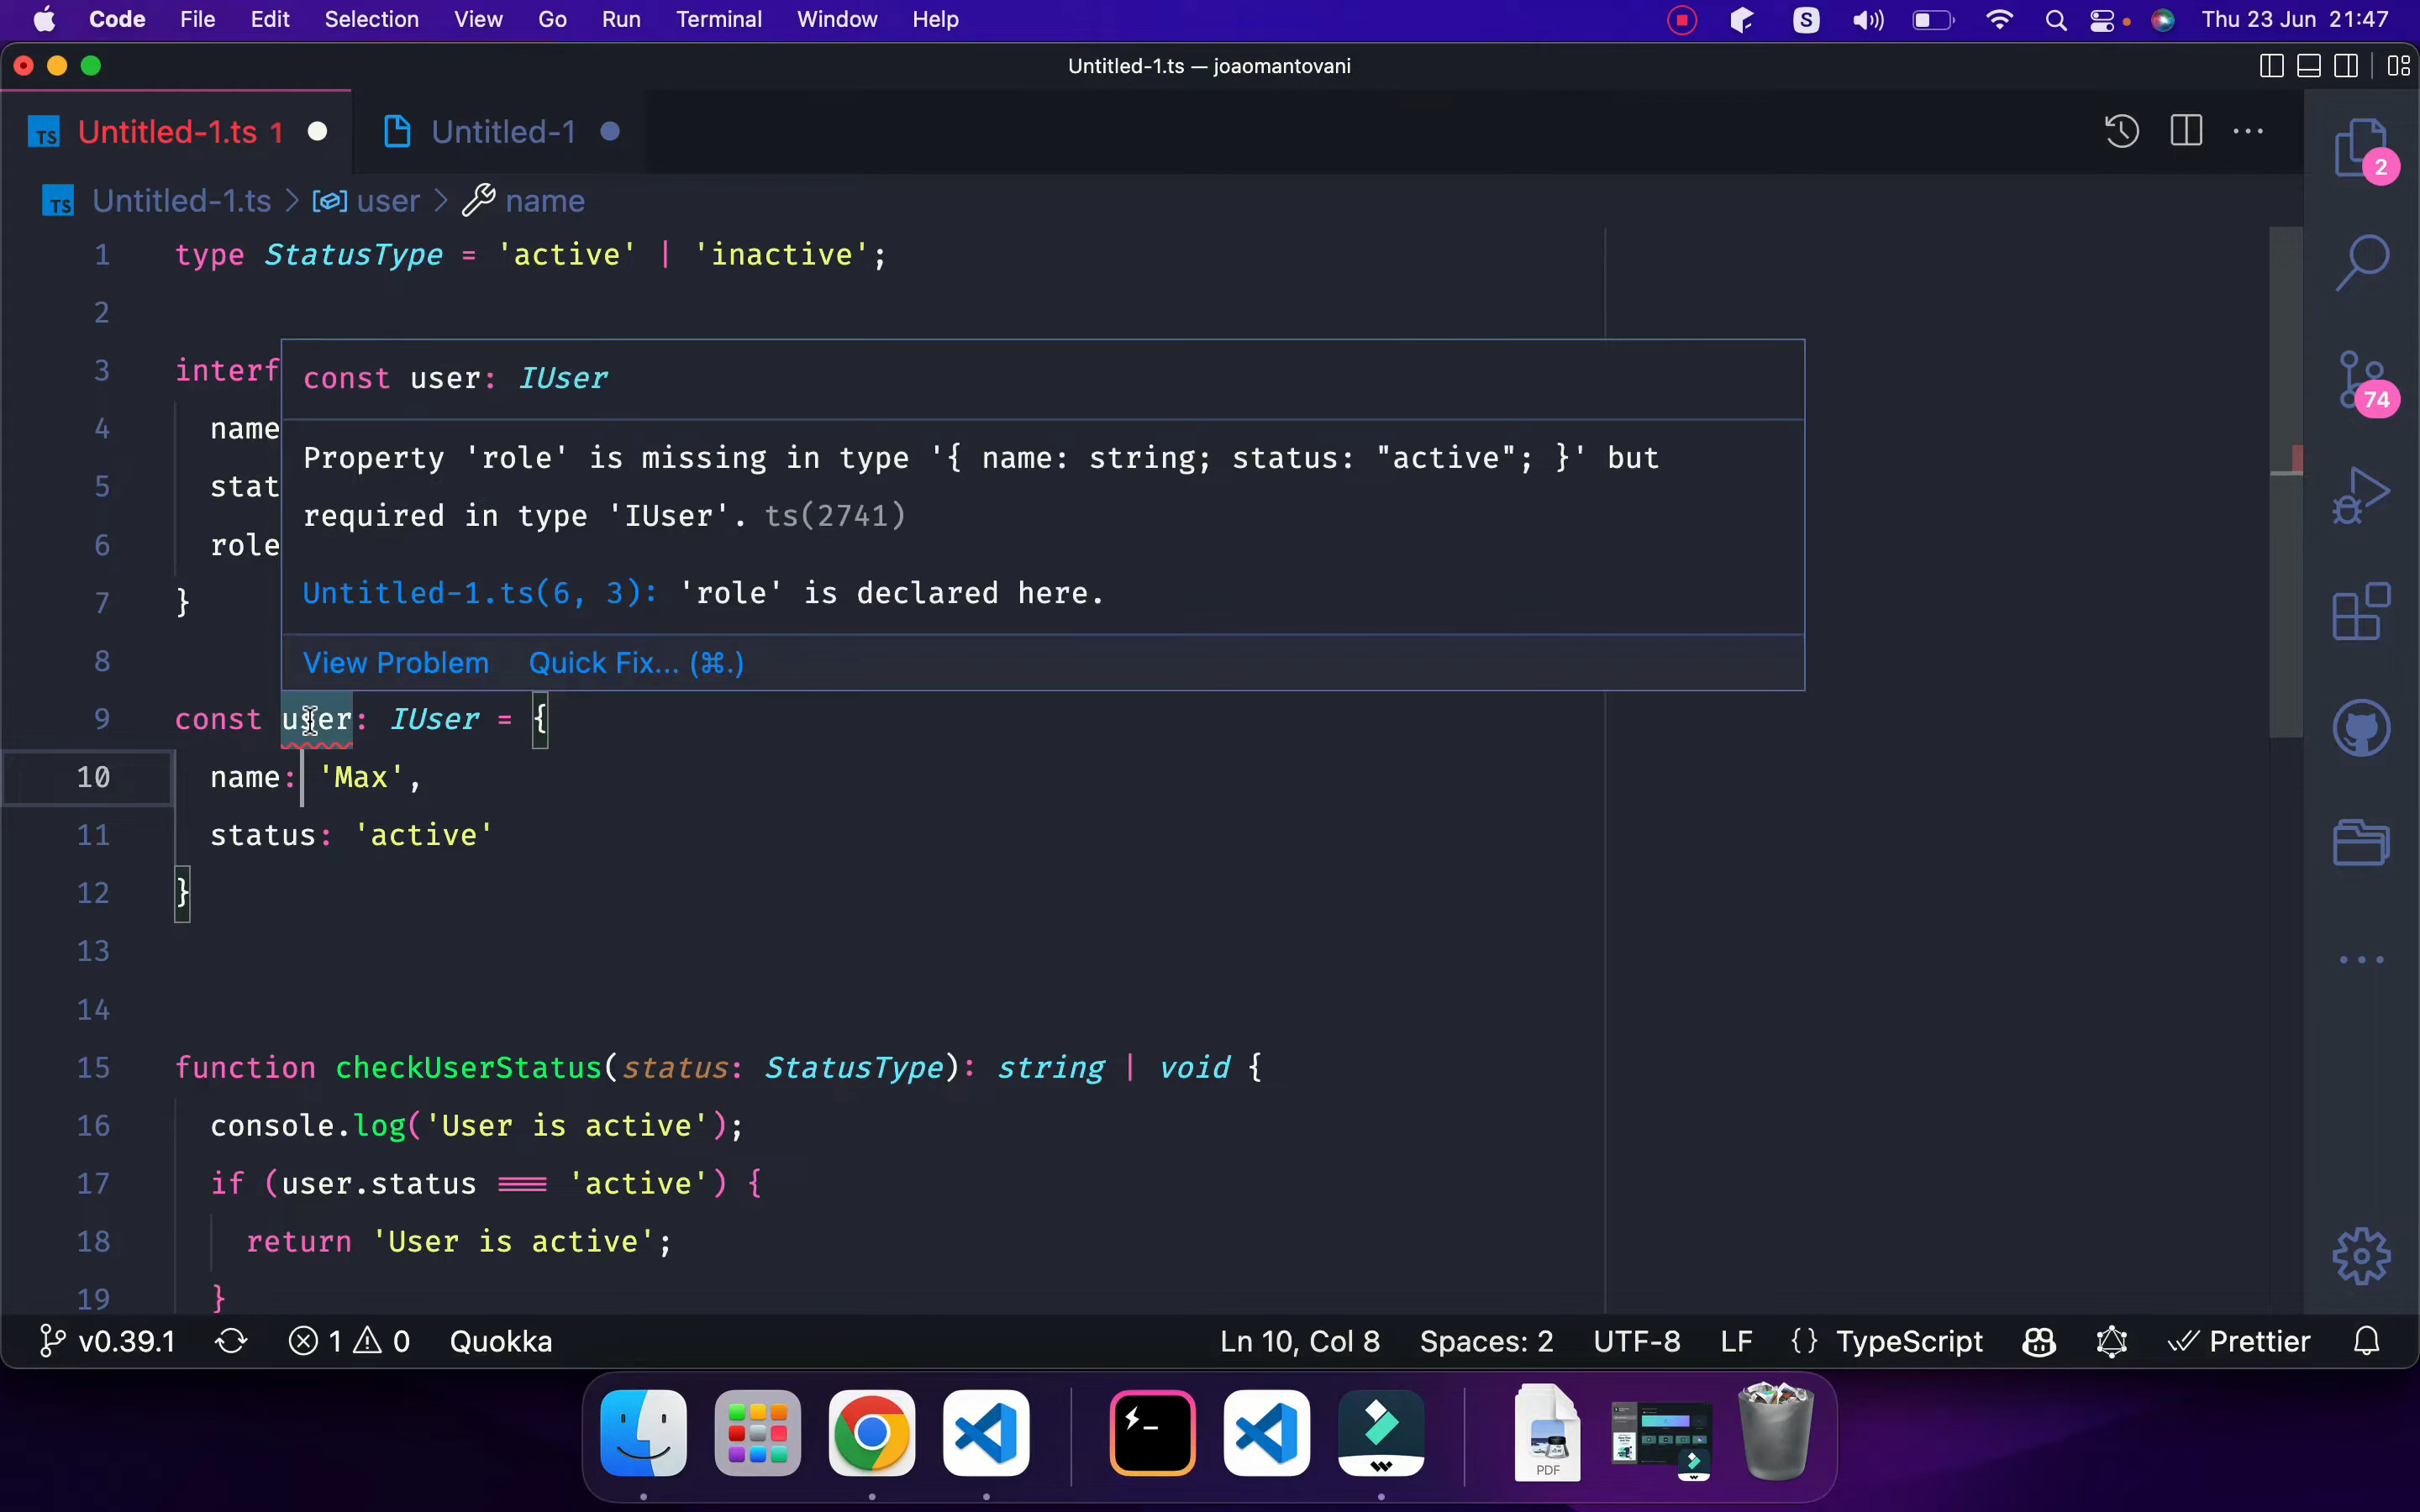 Code File Edit Selection View Go Run Terminal Window Help S Thu 23 Jun 21:47
Untitled-1.ts — joaomantovani
TS Untitled-1.ts 1 Untitled-1
TS Untitled-1.ts > user > name
2
74
1 type StatusType = 'active' | 'inactive';
2
3 interf
4 name
5 stat
6 role
7 }
8
const user: IUser
Property 'role' is missing in type '{ name: string; status: "active"; }' but
required in type 'IUser'. ts(2741)
Untitled-1.ts(6, 3): 'role' is declared here.
View Problem Quick Fix... (⌘.)
9 const user: IUser = {
10 name: 'Max',
11 status: 'active'
12 }
13
14
15 function checkUserStatus(status: StatusType): string | void {
16 console.log('User is active');
17 if (user.status === 'active') {
18 return 'User is active';
19 }
v0.39.1 1 0 Quokka Ln 10, Col 8 Spaces: 2 UTF-8 LF {} TypeScript Prettier
PDF